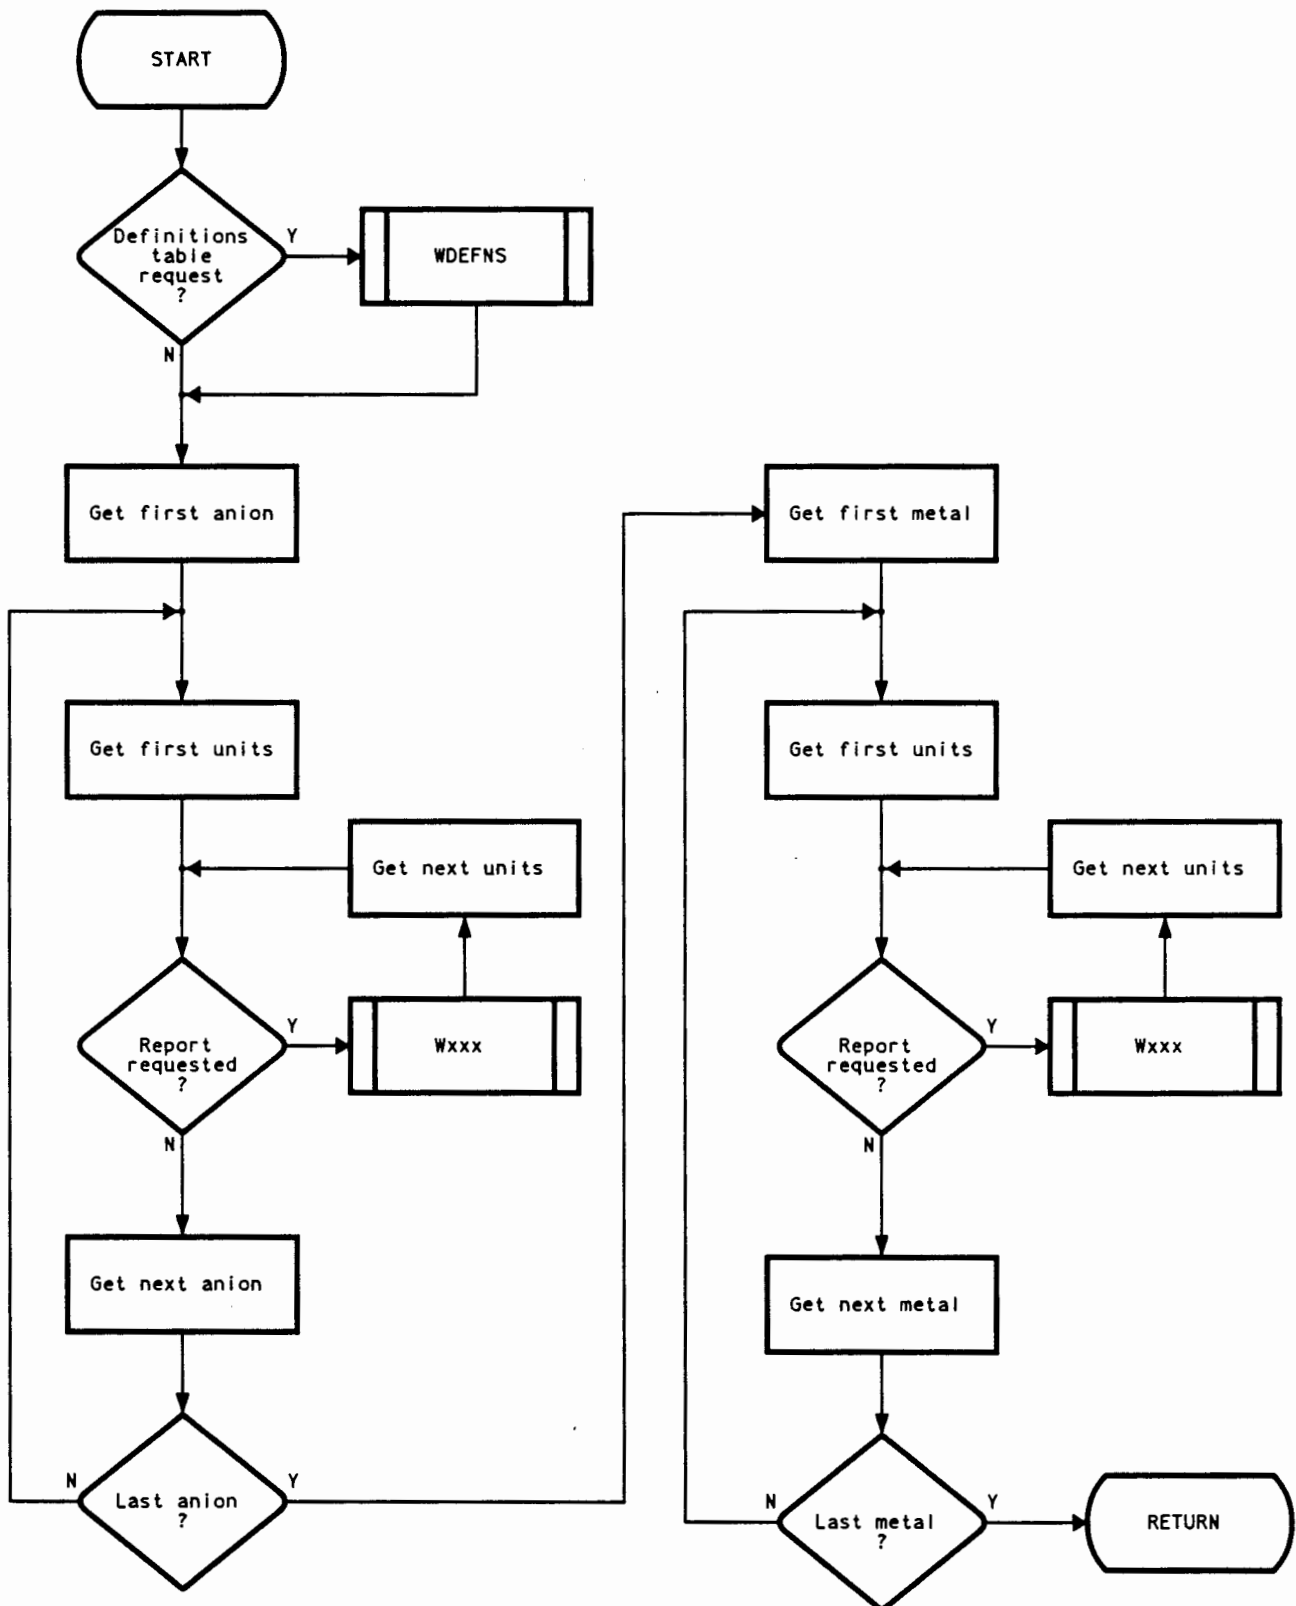 START
Definitions
table
request
?
Y
WDEFNS
N
Get first anion
Get first units
Get next units
Report
requested
?
Y
Wxxx
N
Get next anion
N
Last anion
?
Y
Get first metal
Get first units
Get next units
Report
requested
?
Y
Wxxx
N
Get next metal
N
Last metal
?
Y
RETURN